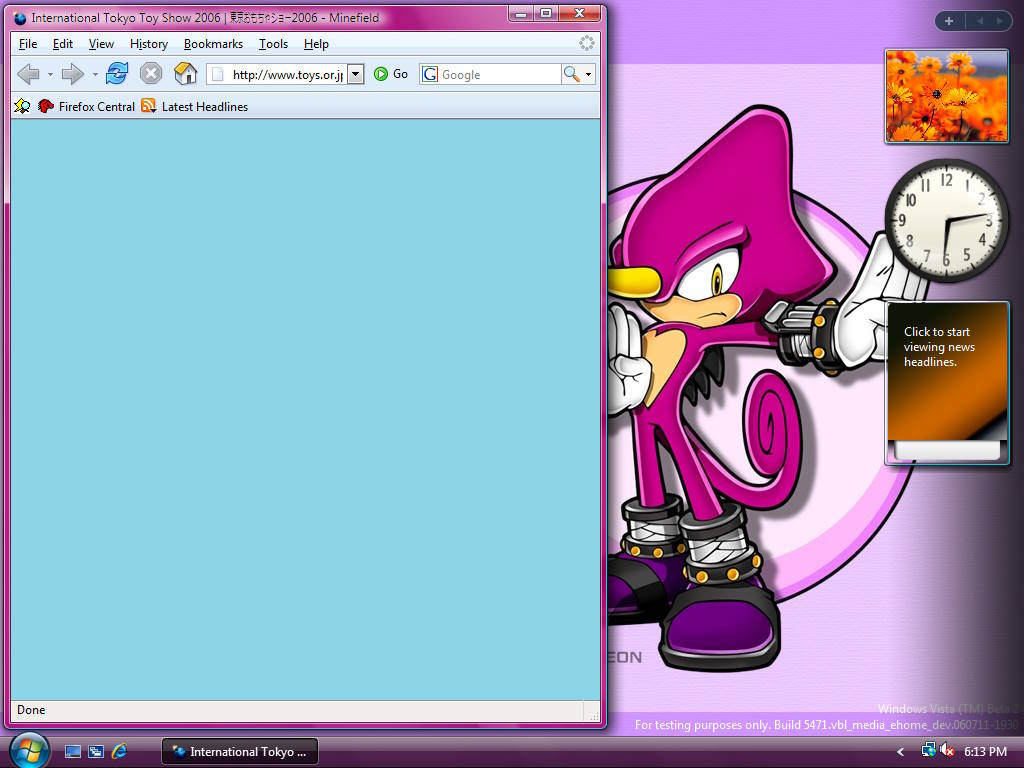 International Tokyo Toy Show 2006 | 東京おもちゃショー2006 - Minefield
File Edit View History Bookmarks Tools Help
http://www.toys.or.jp
Go
G Google
Firefox Central
Latest Headlines
12
11 1
10 2
9 3
8 4
7 5
6
Click to start
viewing news
headlines.
EON
Done
Windows Vista (TM) Beta 2
For testing purposes only. Build 5471.vbl_media_ehome_dev.060711-1930
International Tokyo ...
6:13 PM